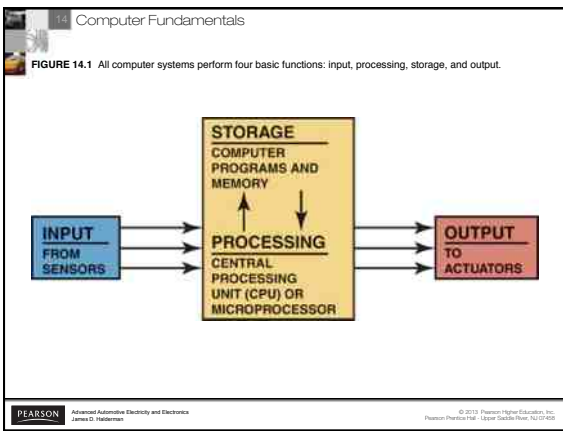 14 Computer Fundamentals
FIGURE 14.1 All computer systems perform four basic functions: input, processing, storage, and output.
STORAGE
COMPUTER
PROGRAMS AND
MEMORY
INPUT
FROM
SENSORS
PROCESSING
CENTRAL
PROCESSING
UNIT (CPU) OR
MICROPROCESSOR
OUTPUT
TO
ACTUATORS
PEARSON
Advanced Automotive Electricity and Electronics
James D. Halderman
© 2013 Pearson Higher Education, Inc.
Pearson Prentice Hall - Upper Saddle River, NJ 07458